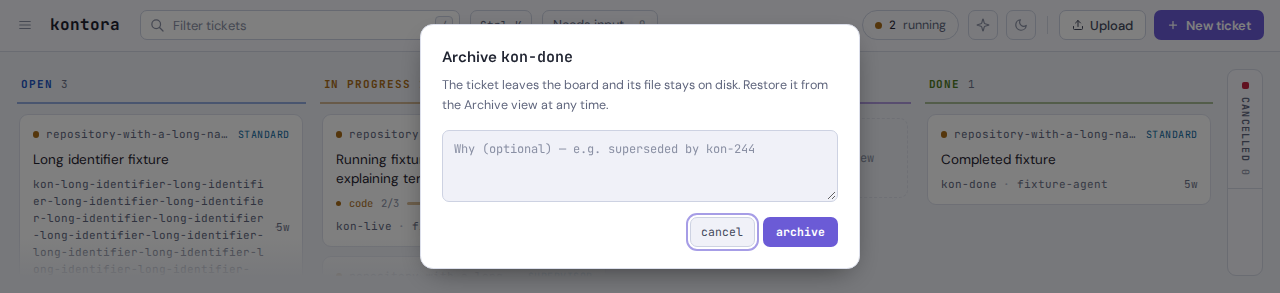 kontora
Filter tickets
/
Ctrl K
Needs input
2 running
Upload
+ New ticket
Archive kon-done
The ticket leaves the board and its file stays on disk. Restore it from
the Archive view at any time.
Why (optional) — e.g. superseded by kon-244
cancel
archive
OPEN 3
repository-with-a-long-na… STANDARD
Long identifier fixture
kon-long-identifier-long-identifi
er-long-identifier-long-identifie
r-long-identifier-long-identifier
-long-identifier-long-identifier-
long-identifier-long-identifier-l
ong-identifier-long-identifier-
5w
IN PROGRESS
repository
Running fixtu
explaining ter
code 2/3
kon-live · f
ew
DONE 1
repository-with-a-long-na… STANDARD
Completed fixture
kon-done · fixture-agent 5w
CANCELLED 0